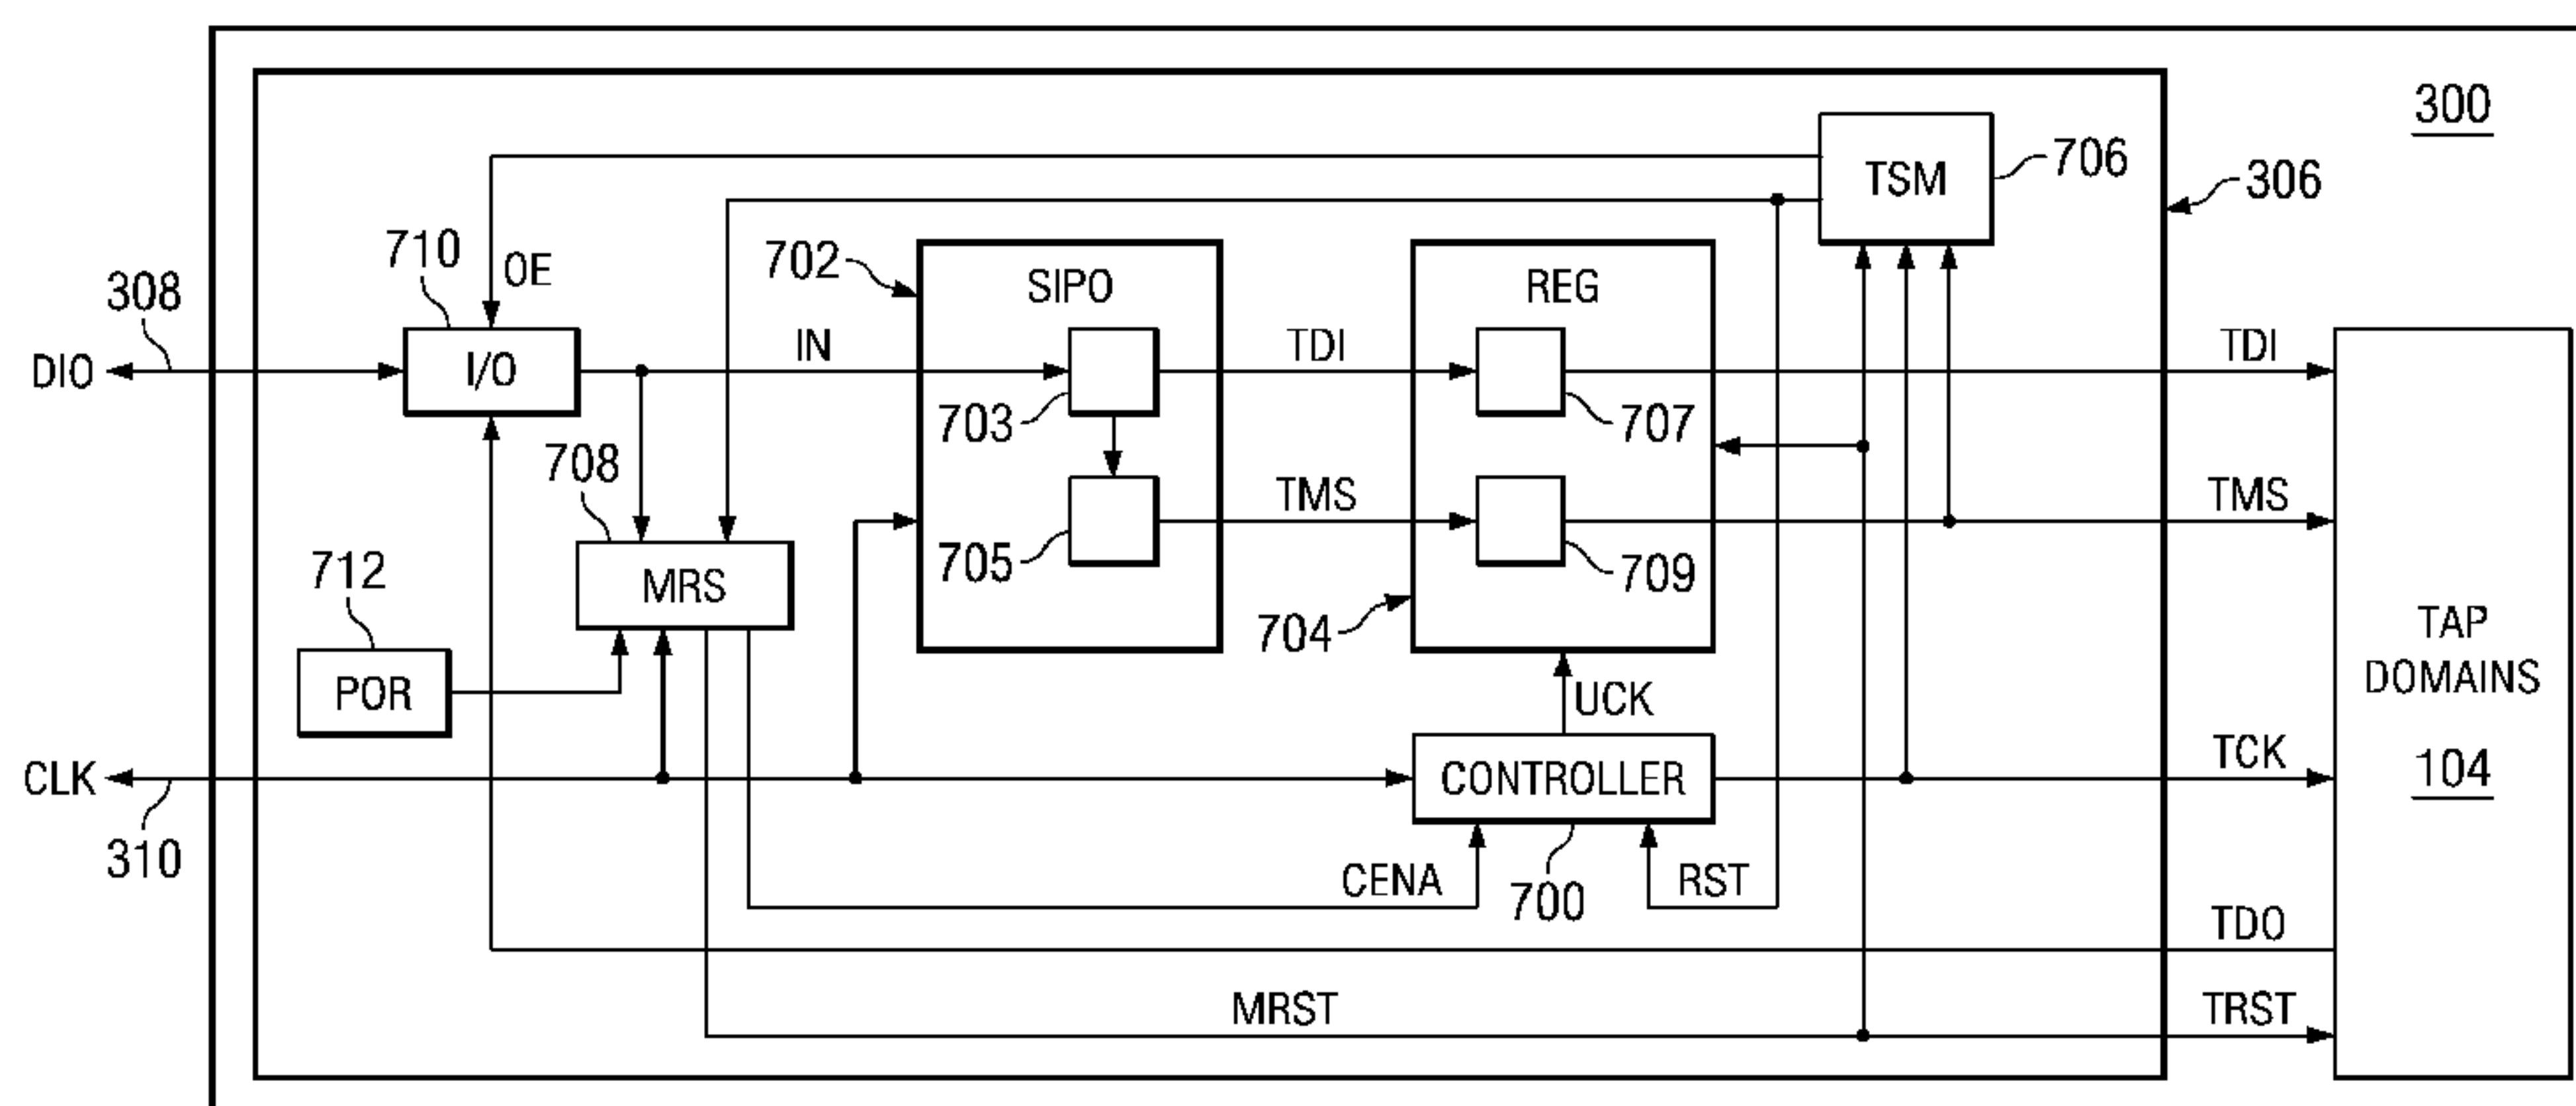 300
TSM
706
306
710
OE
702
SIPO
REG
308
DIO
I/O
IN
TDI
TDI
703
707
708
TMS
TMS
705
709
712
MRS
704
TAP
DOMAINS
104
POR
UCK
CLK
CONTROLLER
TCK
310
CENA
700
RST
TDO
MRST
TRST